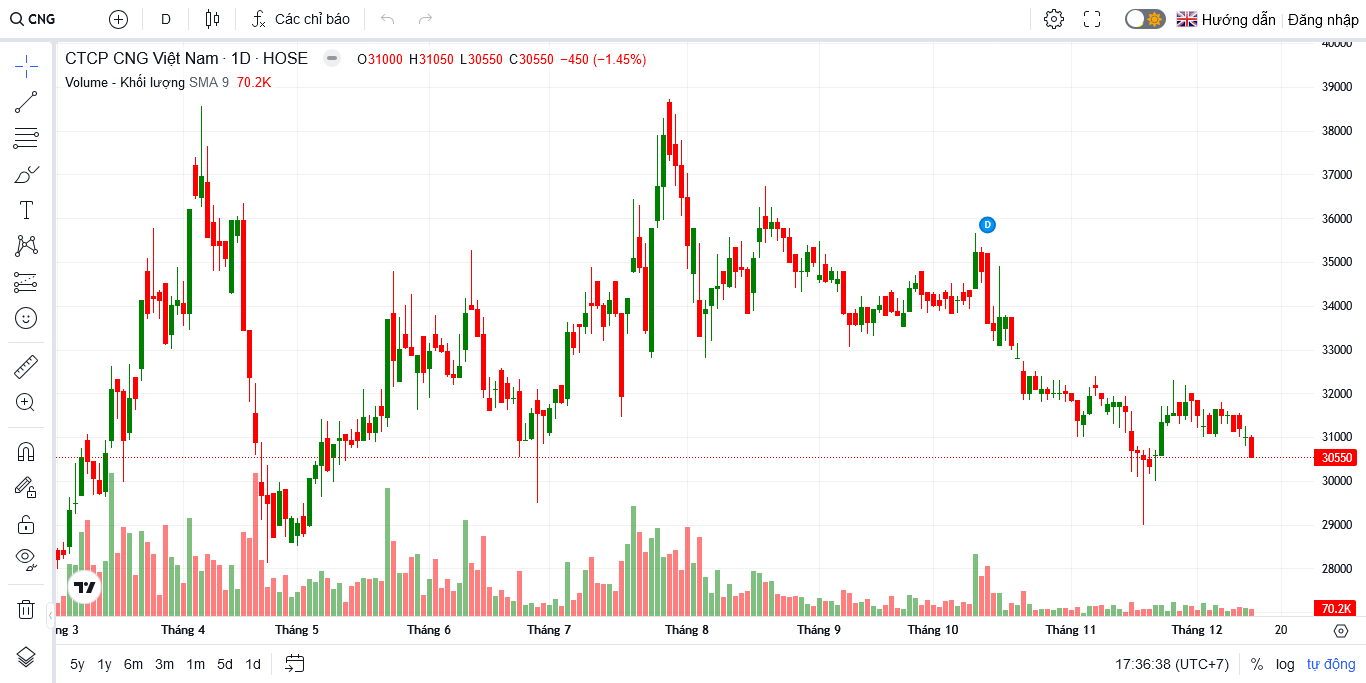 CNG D Các chỉ báo Hướng dẫn Đăng nhập
CTCP CNG Việt Nam · 1D · HOSE O31000 H31050 L30550 C30550 −450 (−1.45%)
Volume - Khối lượng SMA 9 70.2K
D
40000
39000
38000
37000
36000
35000
34000
33000
32000
31000
30550
30000
29000
28000
70.2K
ng 3 Tháng 4 Tháng 5 Tháng 6 Tháng 7 Tháng 8 Tháng 9 Tháng 10 Tháng 11 Tháng 12 20
5y 1y 6m 3m 1m 5d 1d 17:36:38 (UTC+7) % log tự động